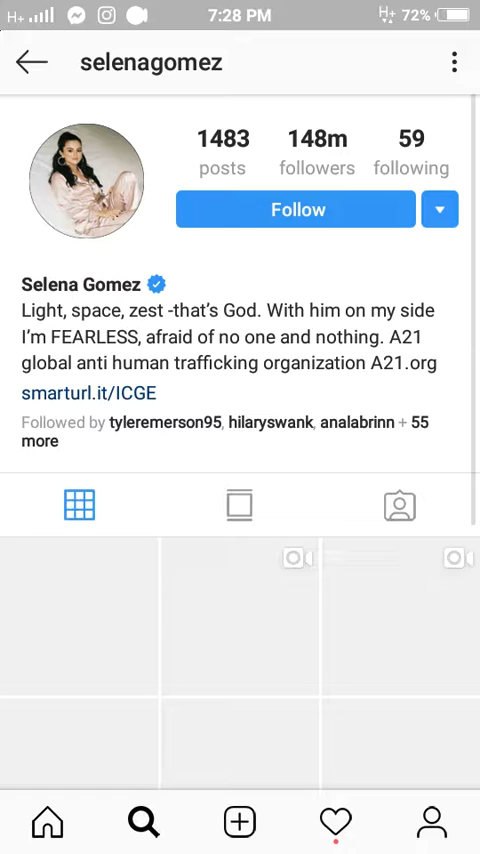 H+ 7:28 PM H+ 72%
selenagomez
1483 148m 59
posts followers following
Follow
Selena Gomez
Light, space, zest -that's God. With him on my side
I'm FEARLESS, afraid of no one and nothing. A21
global anti human trafficking organization A21.org
smarturl.it/ICGE
Followed by tyleremerson95, hilaryswank, analabrinn + 55
more